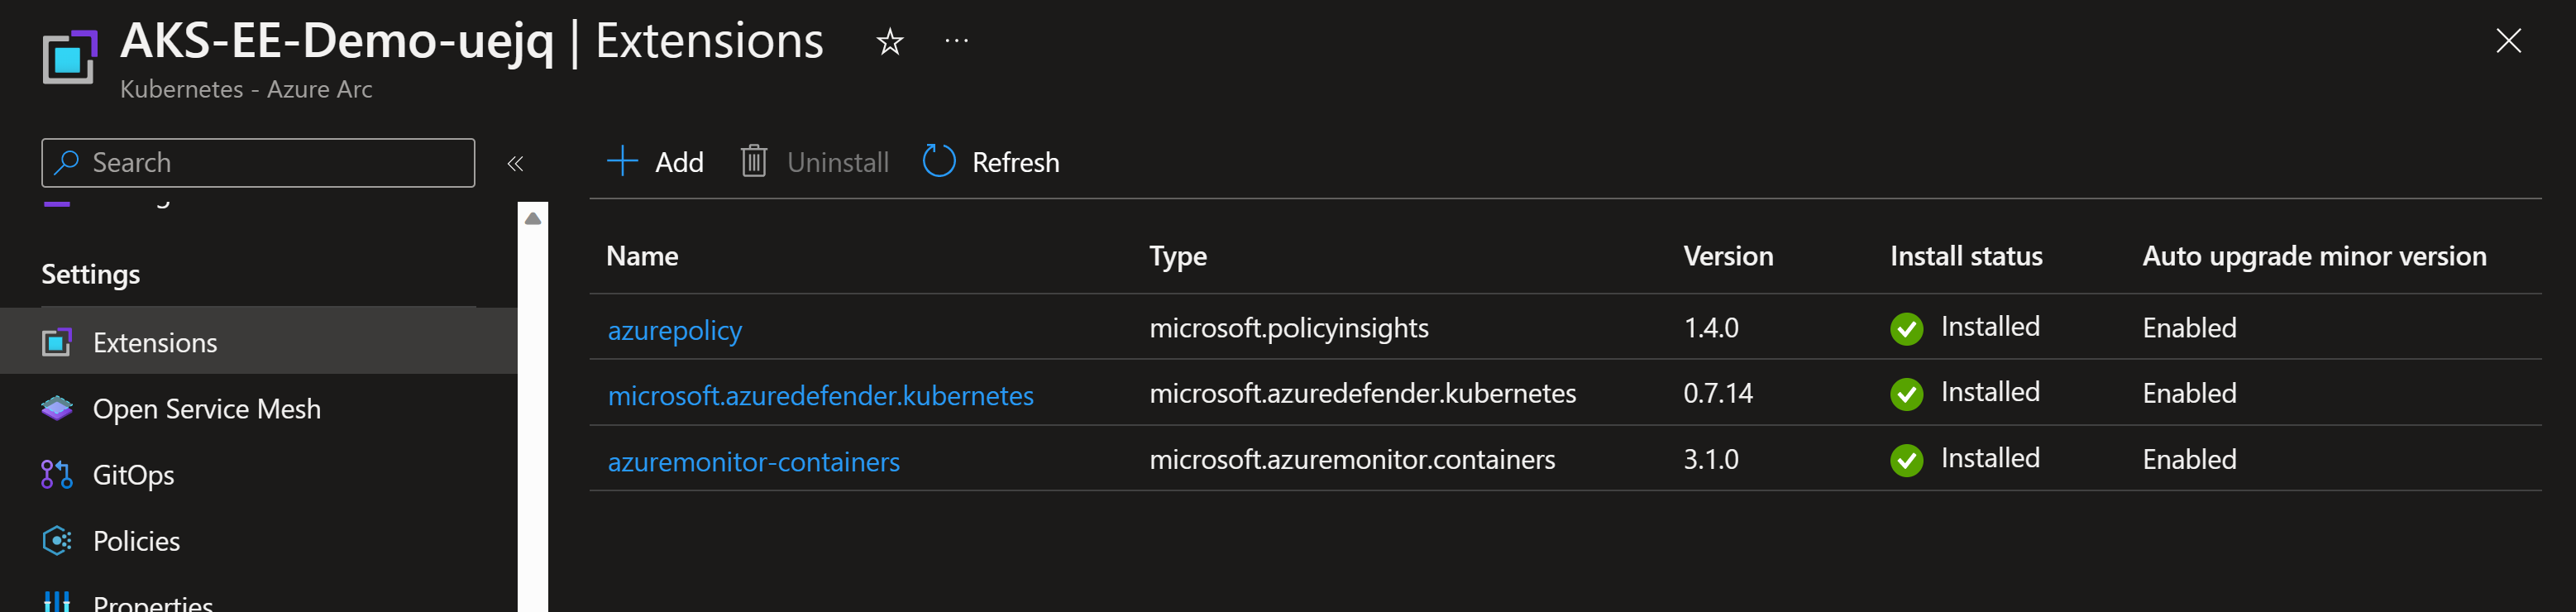 AKS-EE-Demo-uejq | Extensions
Kubernetes - Azure Arc
Search
Settings
Extensions
Open Service Mesh
GitOps
Policies
Properties
Add Uninstall Refresh
Name Type Version Install status Auto upgrade minor version
azurepolicy microsoft.policyinsights 1.4.0 Installed Enabled
microsoft.azuredefender.kubernetes microsoft.azuredefender.kubernetes 0.7.14 Installed Enabled
azuremonitor-containers microsoft.azuremonitor.containers 3.1.0 Installed Enabled